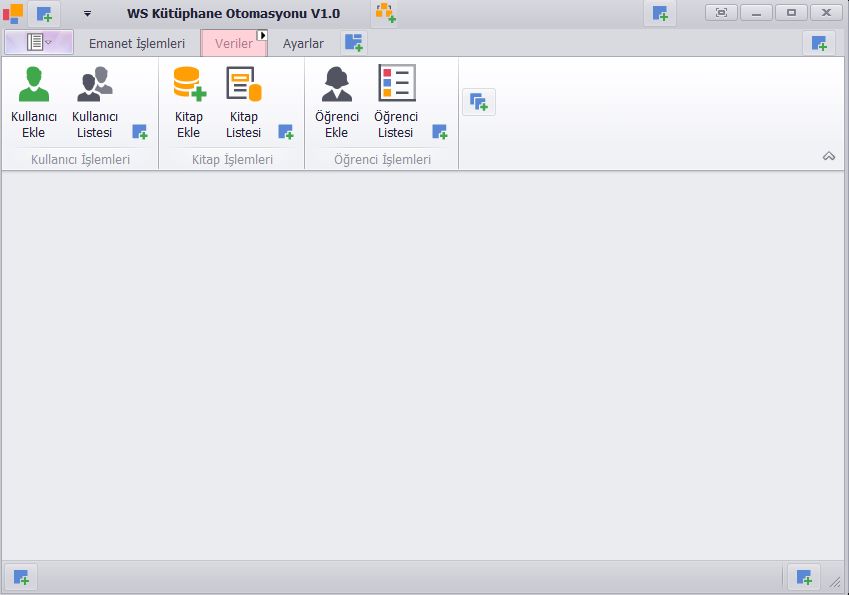 WS Kütüphane Otomasyonu V1.0
Emanet İşlemleri Veriler Ayarlar
Kullanıcı Ekle
Kullanıcı Listesi
Kitap Ekle
Kitap Listesi
Öğrenci Ekle
Öğrenci Listesi
Kullanıcı İşlemleri
Kitap İşlemleri
Öğrenci İşlemleri